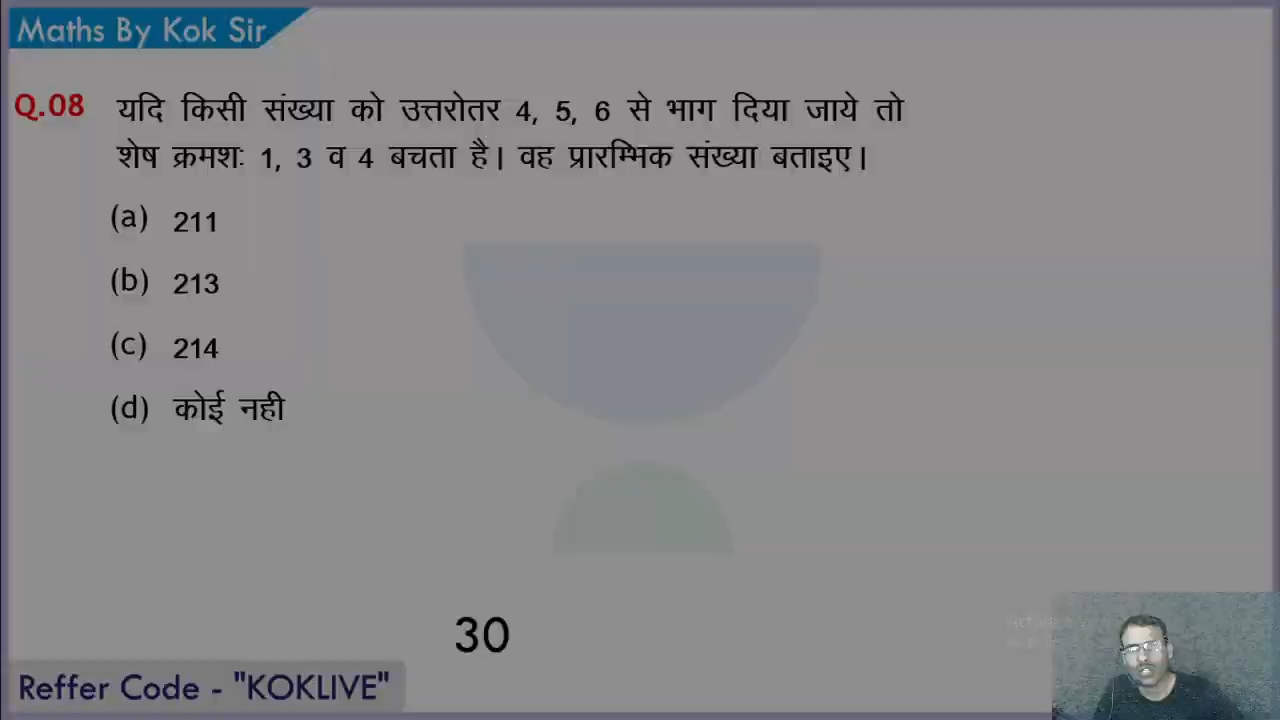 Maths By Kok Sir
Q.08 यदि किसी संख्या को उत्तरोतर 4, 5, 6 से भाग दिया जाये तो
शेष क्रमशः 1, 3 व 4 बचता है। वह प्रारम्भिक संख्या बताइए।
(a) 211
(b) 213
(c) 214
(d) कोई नही
30
Reffer Code - "KOKLIVE"